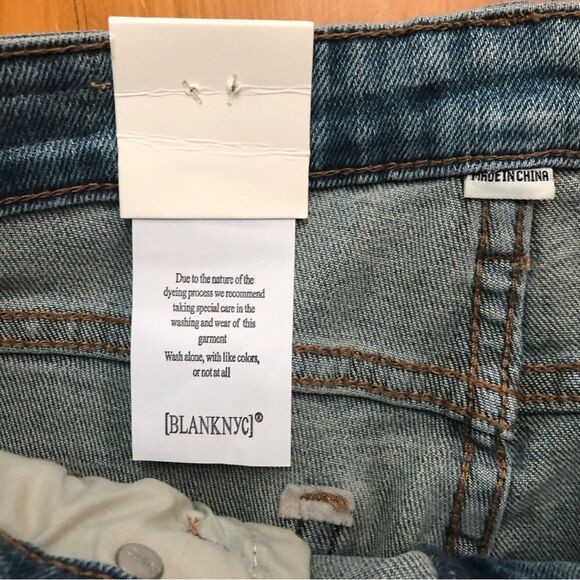 MADE IN CHINA
Due to the nature of the
dyeing process we recommend
taking special care in the
washing and wear of this
garment
Wash alone, with like colors,
or not at all
[BLANKNYC]®